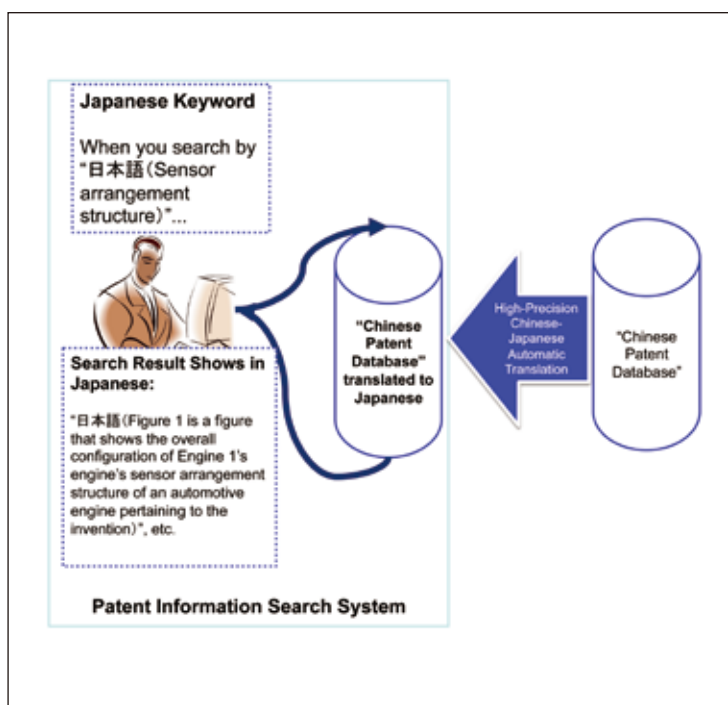 Japanese Keyword
When you search by
"日本語(Sensor
arrangement
structure)"...
Search Result Shows in
Japanese:
"日本語(Figure 1 is a figure
that shows the overall
configuration of Engine 1's
engine's sensor arrangement
structure of an automotive
engine pertaining to the
invention)", etc.
"Chinese
Patent
Database"
translated to
Japanese
High-Precision
Chinese-
Japanese
Automatic
Translation
"Chinese
Patent
Database"
Patent Information Search System